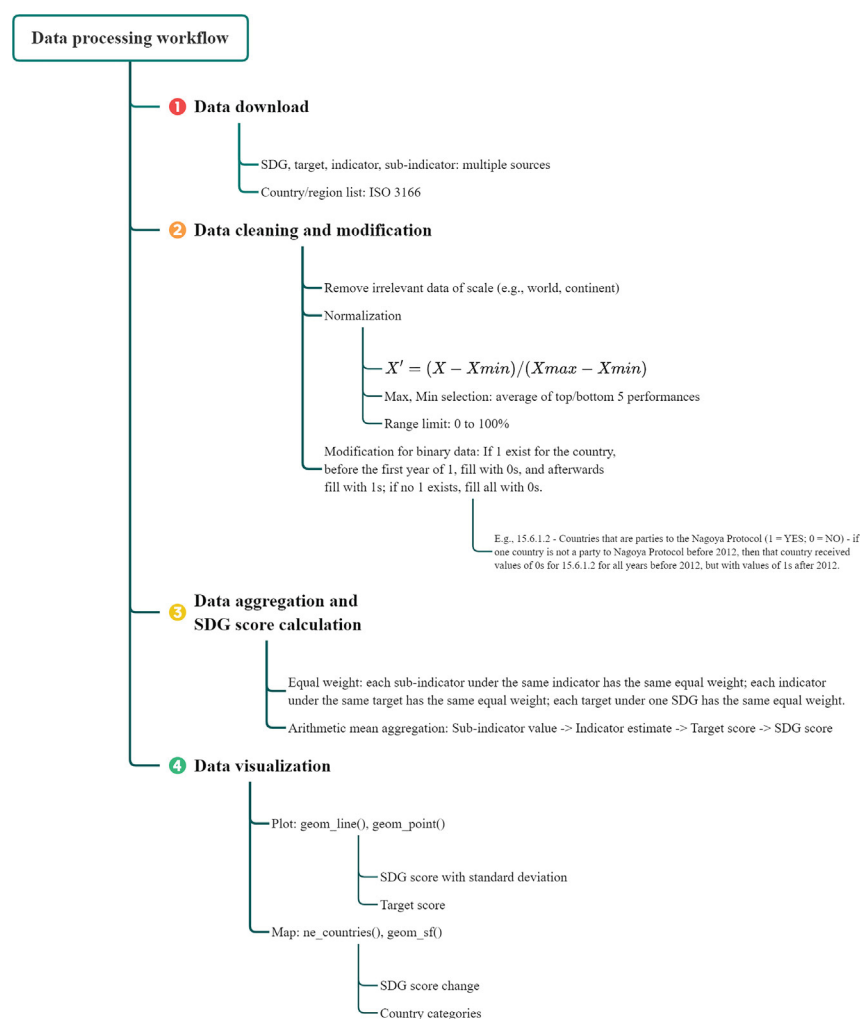 Data processing workflow
1 Data download
SDG, target, indicator, sub-indicator: multiple sources
Country/region list: ISO 3166
2 Data cleaning and modification
Remove irrelevant data of scale (e.g., world, continent)
Normalization
X′ = (X − Xmin)/(Xmax − Xmin)
Max, Min selection: average of top/bottom 5 performances
Range limit: 0 to 100%
Modification for binary data: If 1 exist for the country,
before the first year of 1, fill with 0s, and afterwards
fill with 1s; if no 1 exists, fill all with 0s.
E.g., 15.6.1.2 - Countries that are parties to the Nagoya Protocol (1 = YES; 0 = NO) - if
one country is not a party to Nagoya Protocol before 2012, then that country received
values of 0s for 15.6.1.2 for all years before 2012, but with values of 1s after 2012.
3 Data aggregation and
SDG score calculation
Equal weight: each sub-indicator under the same indicator has the same equal weight; each indicator
under the same target has the same equal weight; each target under one SDG has the same equal weight.
Arithmetic mean aggregation: Sub-indicator value -> Indicator estimate -> Target score -> SDG score
4 Data visualization
Plot: geom_line(), geom_point()
SDG score with standard deviation
Target score
Map: ne_countries(), geom_sf()
SDG score change
Country categories